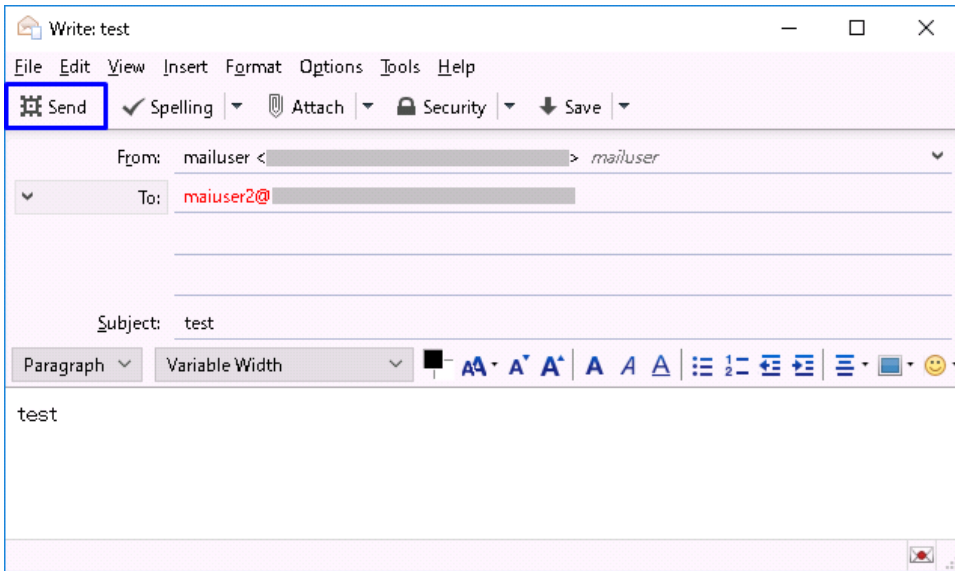 Write: test
File Edit View Insert Format Options Tools Help
Send Spelling Attach Security Save
From: mailuser < > mailuser
To: maiuser2@
Subject: test
Paragraph Variable Width
test